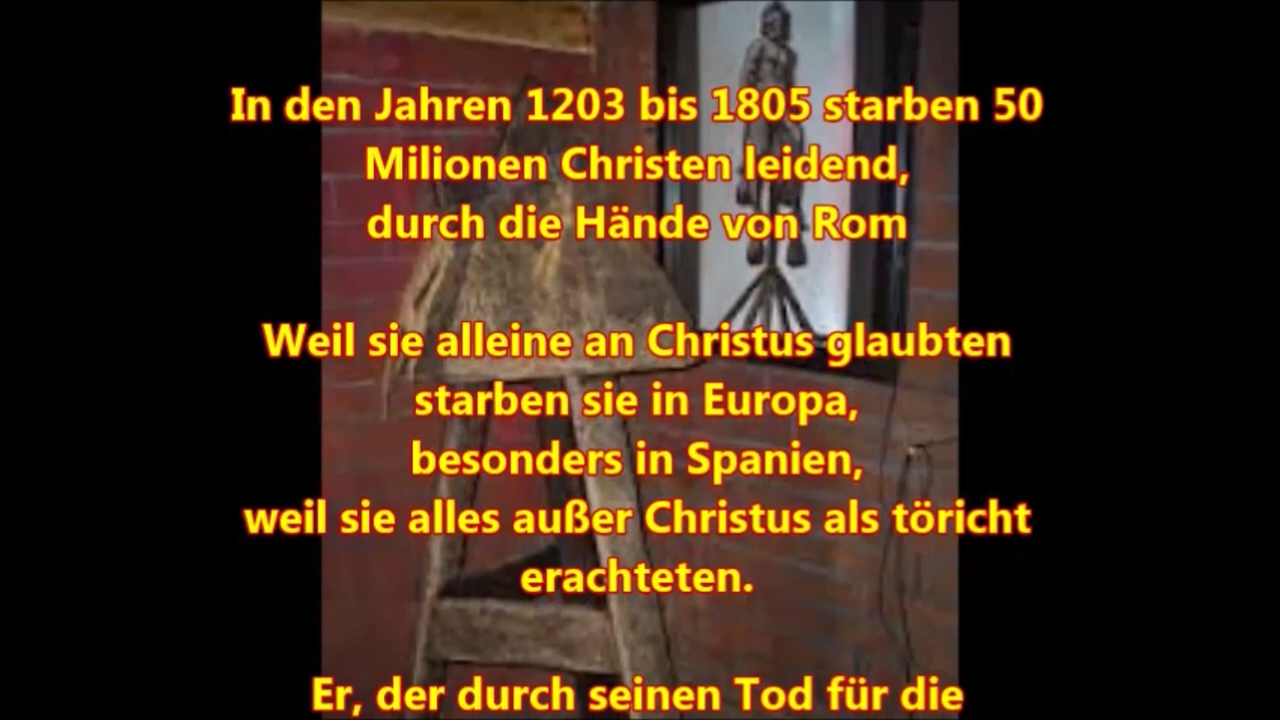 In den Jahren 1203 bis 1805 starben 50
Milionen Christen leidend,
durch die Hände von Rom
Weil sie alleine an Christus glaubten
starben sie in Europa,
besonders in Spanien,
weil sie alles außer Christus als töricht
erachteten.
Er, der durch seinen Tod für die